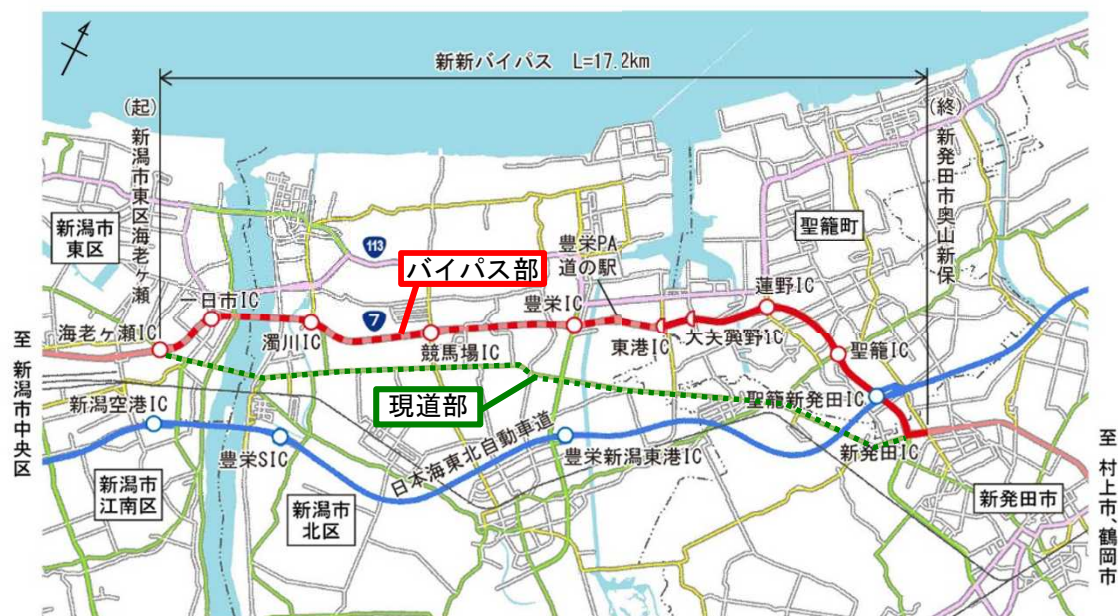 新新バイパス L=17.2km
(起)新潟市東区海老ヶ瀬
(終)新発田市奥山新保
新潟市
東区
聖籠町
113
豊栄PA
道の駅
バイパス部
蓮野IC
一日市IC
豊栄IC
7
海老ヶ瀬IC
濁川IC
競馬場IC
東港IC
大夫興野IC
聖籠IC
至 新潟市中央区
新潟空港IC
現道部
聖籠新発田IC
豊栄SIC
日本海東北自動車道
豊栄新潟東港IC
新発田IC
新潟市
江南区
新潟市
北区
新発田市
至 村上市・鶴岡市